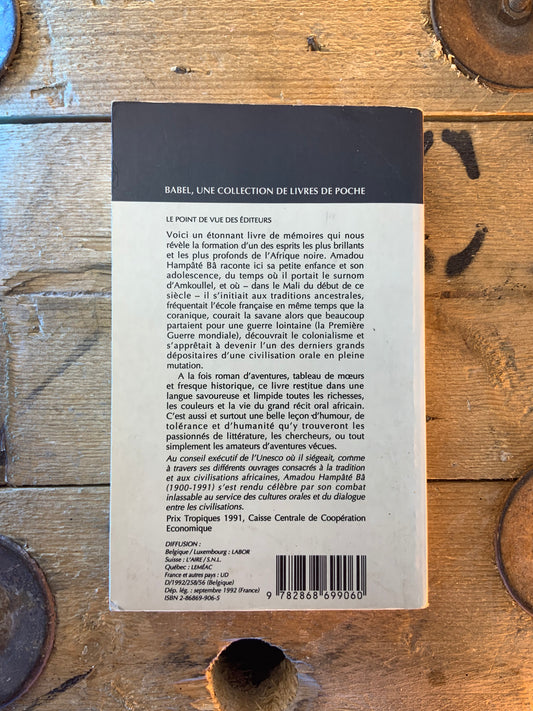 BABEL, UNE COLLECTION DE LIVRES DE POCHE
LE POINT DE VUE DES ÉDITEURS
Voici un étonnant livre de mémoires qui nous
révèle la formation d'un des esprits les plus brillants
et les plus profonds de l'Afrique noire. Amadou
Hampâté Bâ raconte ici sa petite enfance et son
adolescence, du temps où il portait le surnom
d'Amkoullel, et où – dans le Mali du début de ce
siècle – il s'initiait aux traditions ancestrales,
fréquentait l'école française en même temps que la
coranique, courait la savane alors que beaucoup
partaient pour une guerre lointaine (la Première
Guerre mondiale), découvrait le colonialisme et
s'apprêtait à devenir l'un des derniers grands
dépositaires d'une civilisation orale en pleine
mutation.
A la fois roman d'aventures, tableau de mœurs
et fresque historique, ce livre restitue dans une
langue savoureuse et limpide toutes les richesses,
les couleurs et la vie du grand récit oral africain.
C'est aussi et surtout une belle leçon d'humour, de
tolérance et d'humanité qu'y trouveront les
passionnés de littérature, les chercheurs, ou tout
simplement les amateurs d'aventures vécues.
Au conseil exécutif de l'Unesco où il siégeait, comme
à travers ses différents ouvrages consacrés à la tradition
et aux civilisations africaines, Amadou Hampâté Bâ
(1900-1991) s'est rendu célèbre par son combat
inlassable au service des cultures orales et du dialogue
entre les civilisations.
Prix Tropiques 1991, Caisse Centrale de Coopération
Economique
DIFFUSION :
Belgique / Luxembourg : LABOR
Suisse : L'AIRE / S.N.L.
Québec : LEMÉAC
France et autres pays : UD
D/1992/258/56 (Belgique)
Dép. lég. : septembre 1992 (France)
ISBN 2-86869-906-5
9 782868 699060